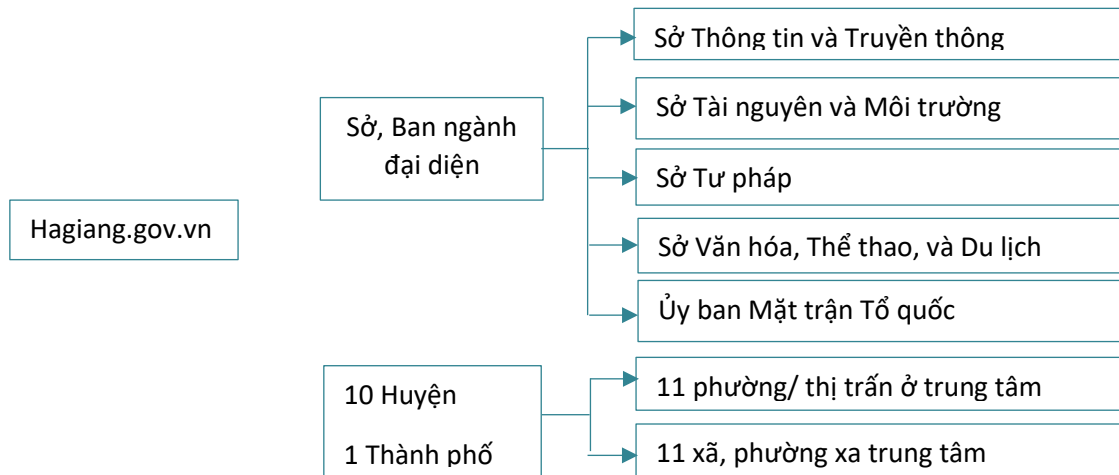 Hagiang.gov.vn
Sở, Ban ngành
đại diện
Sở Thông tin và Truyền thông
Sở Tài nguyên và Môi trường
Sở Tư pháp
Sở Văn hóa, Thể thao, và Du lịch
Ủy ban Mặt trận Tổ quốc
10 Huyện
1 Thành phố
11 phường/ thị trấn ở trung tâm
11 xã, phường xa trung tâm